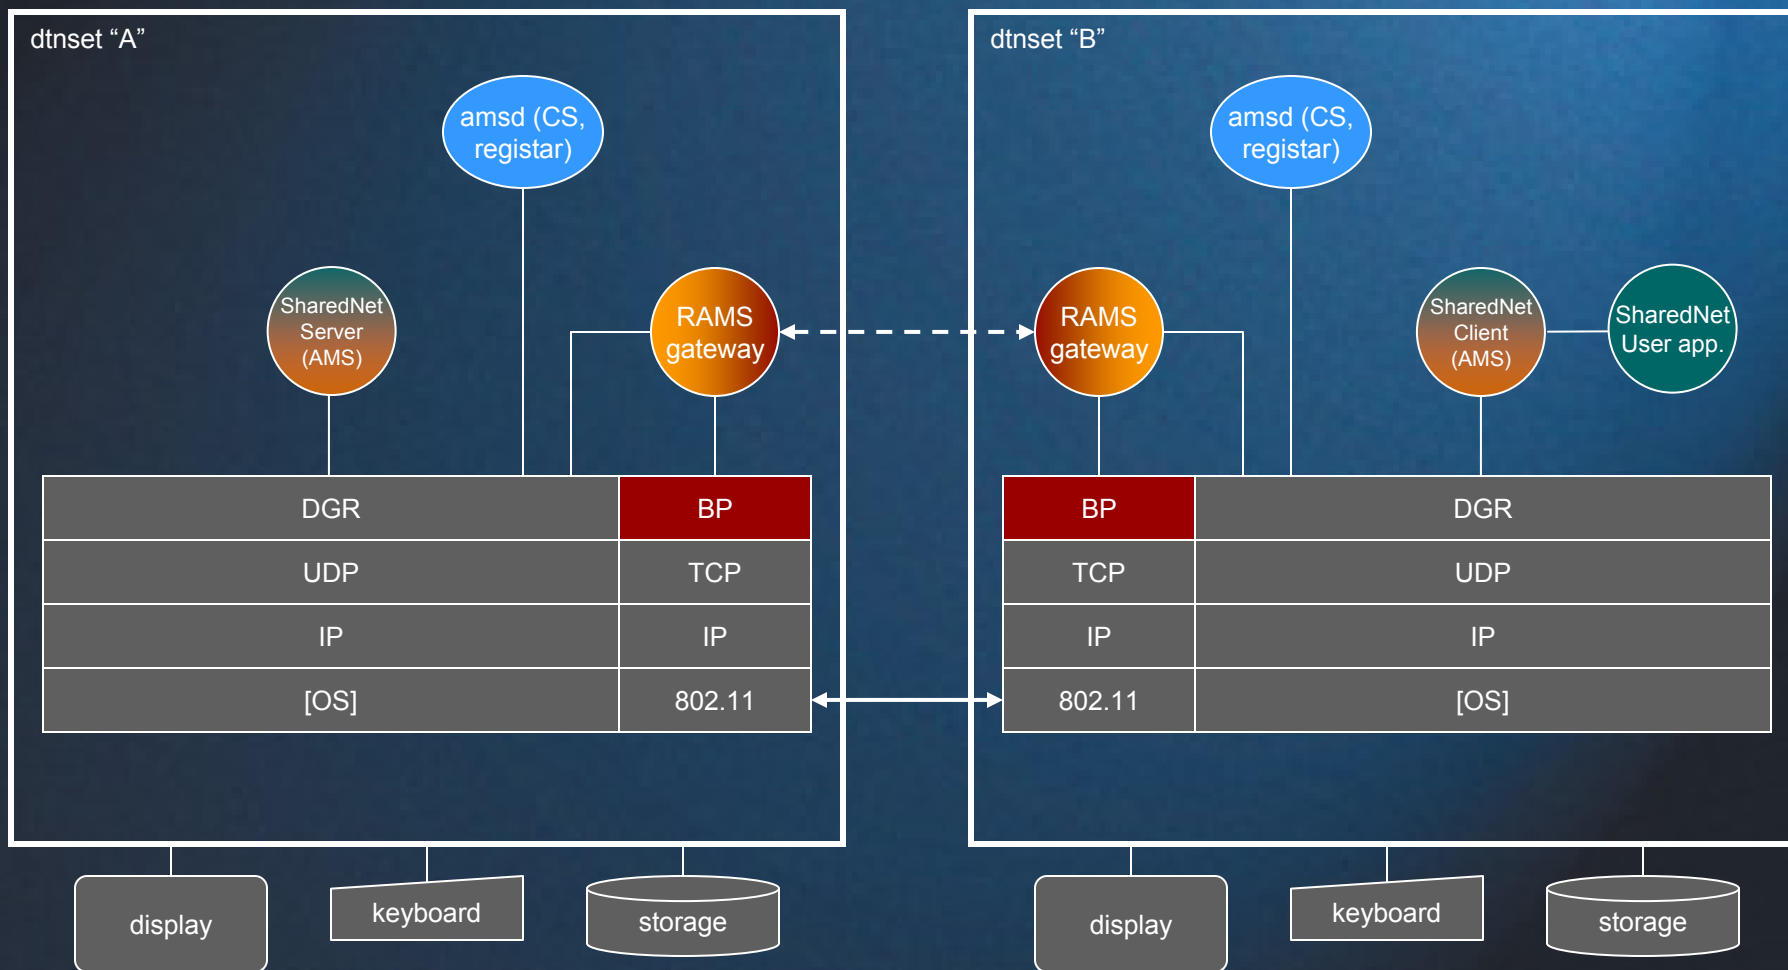 dtnset “A”
amsd (CS,
registar)
SharedNet
Server
(AMS)
RAMS
gateway
DGR
BP
UDP
TCP
IP
IP
[OS]
802.11
display
keyboard
storage
dtnset “B”
amsd (CS,
registar)
RAMS
gateway
SharedNet
Client
(AMS)
SharedNet
User app.
BP
DGR
TCP
UDP
IP
IP
802.11
[OS]
display
keyboard
storage